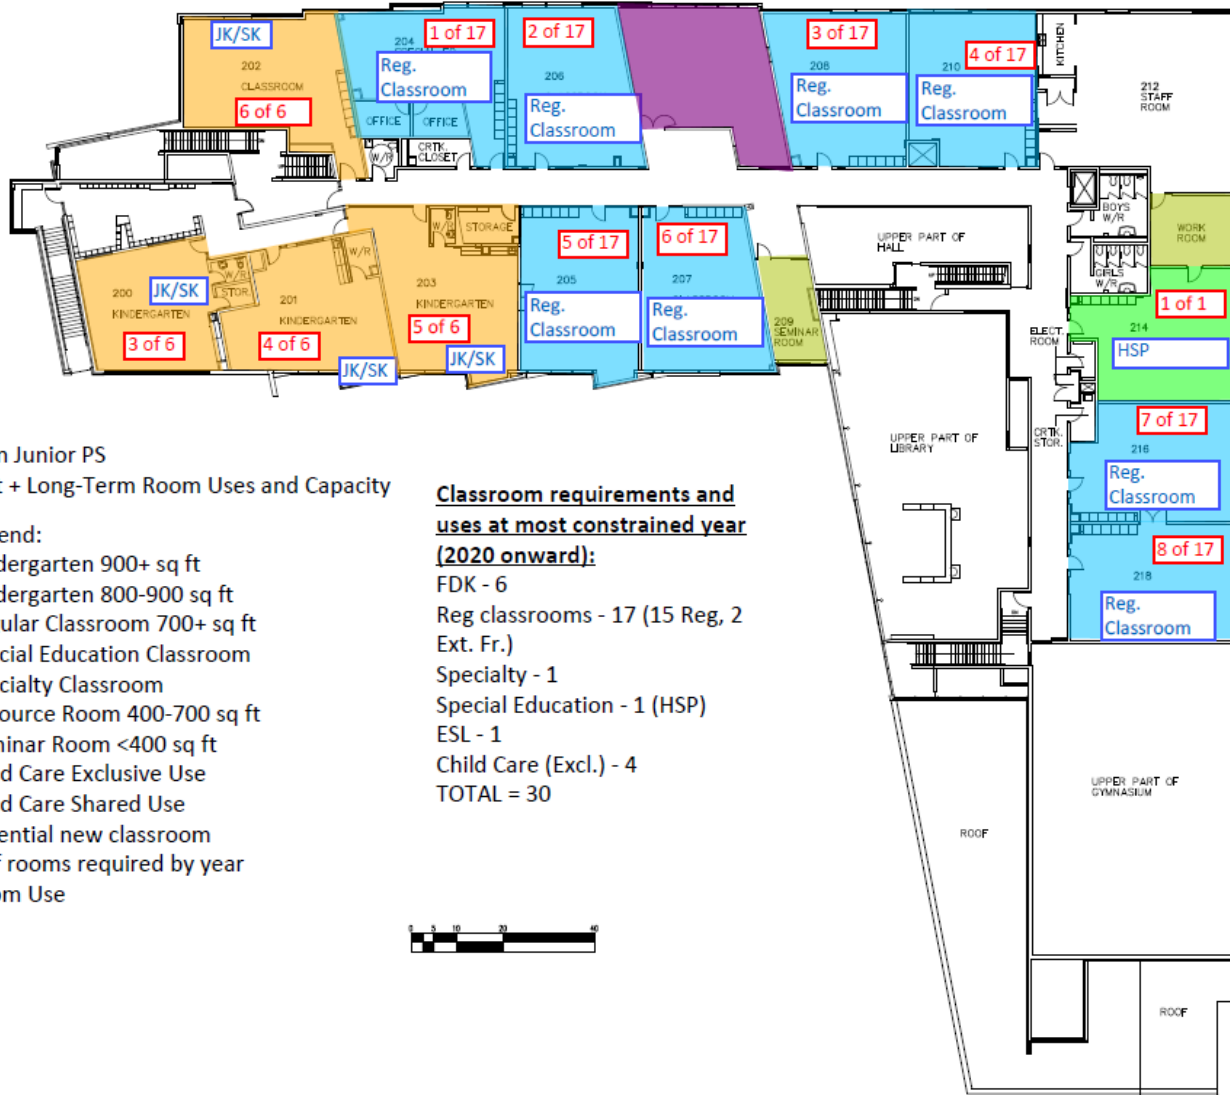 JK/SK
202
CLASSROOM
6 of 6
204
1 of 17
Reg.
Classroom
OFFICE
OFFICE
W/R
CRTK.
CLOSET
2 of 17
206
Reg.
Classroom
3 of 17
208
Reg.
Classroom
4 of 17
210
Reg.
Classroom
KITCHEN
212
STAFF
ROOM
BOYS
W/R
GIRLS
W/R
WORK
ROOM
200
KINDERGARTEN
JK/SK
3 of 6
W/R
STOR.
201
KINDERGARTEN
4 of 6
JK/SK
W/R
W/R
STORAGE
203
KINDERGARTEN
5 of 6
JK/SK
5 of 17
205
Reg.
Classroom
6 of 17
207
Reg.
Classroom
209
SEMINAR
ROOM
UPPER PART OF
HALL
ELECT.
ROOM
1 of 1
214
HSP
UPPER PART OF
LIBRARY
CRTK.
STOR.
7 of 17
216
Reg.
Classroom
8 of 17
218
Reg.
Classroom
UPPER PART OF
GYMNASIUM
ROOF
ROOF
m Junior PS
t + Long-Term Room Uses and Capacity
end:
dergarten 900+ sq ft
dergarten 800-900 sq ft
ular Classroom 700+ sq ft
cial Education Classroom
cialty Classroom
ource Room 400-700 sq ft
minar Room <400 sq ft
d Care Exclusive Use
d Care Shared Use
ential new classroom
f rooms required by year
om Use
Classroom requirements and
uses at most constrained year
(2020 onward):
FDK - 6
Reg classrooms - 17 (15 Reg, 2
Ext. Fr.)
Specialty - 1
Special Education - 1 (HSP)
ESL - 1
Child Care (Excl.) - 4
TOTAL = 30
0 5 10 20 40